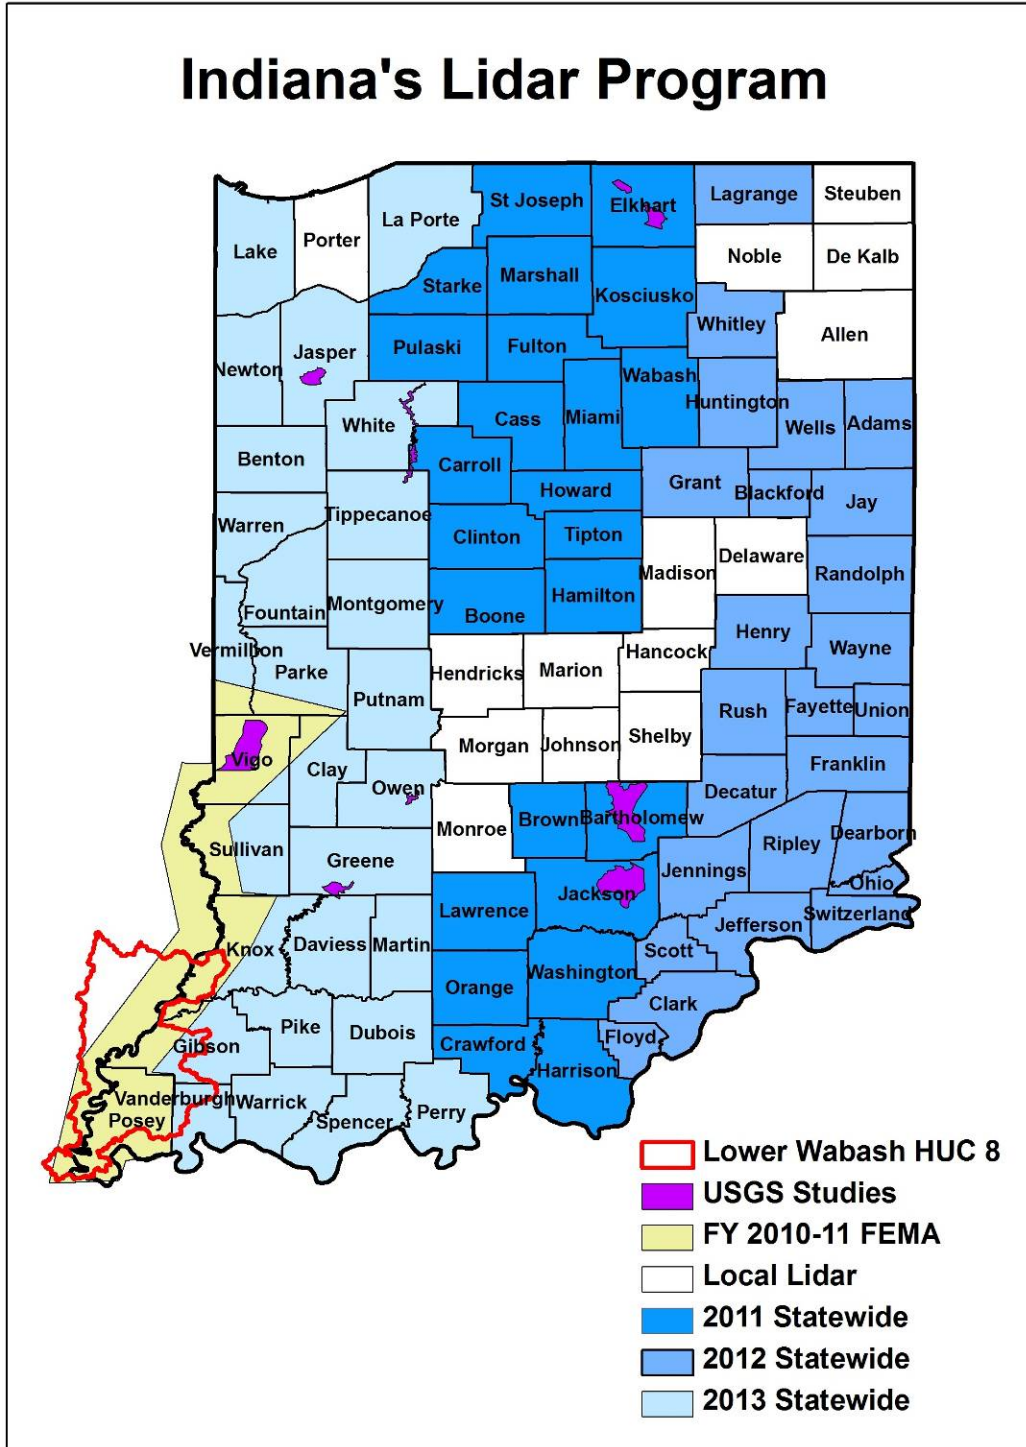 Indiana's Lidar Program
Lagrange
Steuben
St Joseph
Elkhart
La Porte
Porter
Lake
Noble
De Kalb
Marshall
Starke
Kosciusko
Whitley
Allen
Pulaski
Fulton
Jasper
Newton
Wabash
Huntington
White
Cass
Miami
Wells
Adams
Benton
Carroll
Grant
Blackford
Howard
Jay
Warren
Tippecanoe
Clinton
Tipton
Delaware
Madison
Randolph
Fountain
Montgomery
Boone
Hamilton
Henry
Wayne
Vermilion
Parke
Hendricks
Marion
Hancock
Putnam
Rush
Fayette
Union
Vigo
Clay
Owen
Morgan
Johnson
Shelby
Franklin
Decatur
Monroe
Brown
Bartholomew
Ripley
Dearborn
Sullivan
Greene
Jennings
Ohio
Lawrence
Jackson
Switzerland
Jefferson
Knox
Daviess
Martin
Scott
Washington
Orange
Clark
Pike
Dubois
Gibson
Crawford
Floyd
Harrison
Vanderburgh
Posey
Warrick
Spencer
Perry
Lower Wabash HUC 8
USGS Studies
FY 2010-11 FEMA
Local Lidar
2011 Statewide
2012 Statewide
2013 Statewide